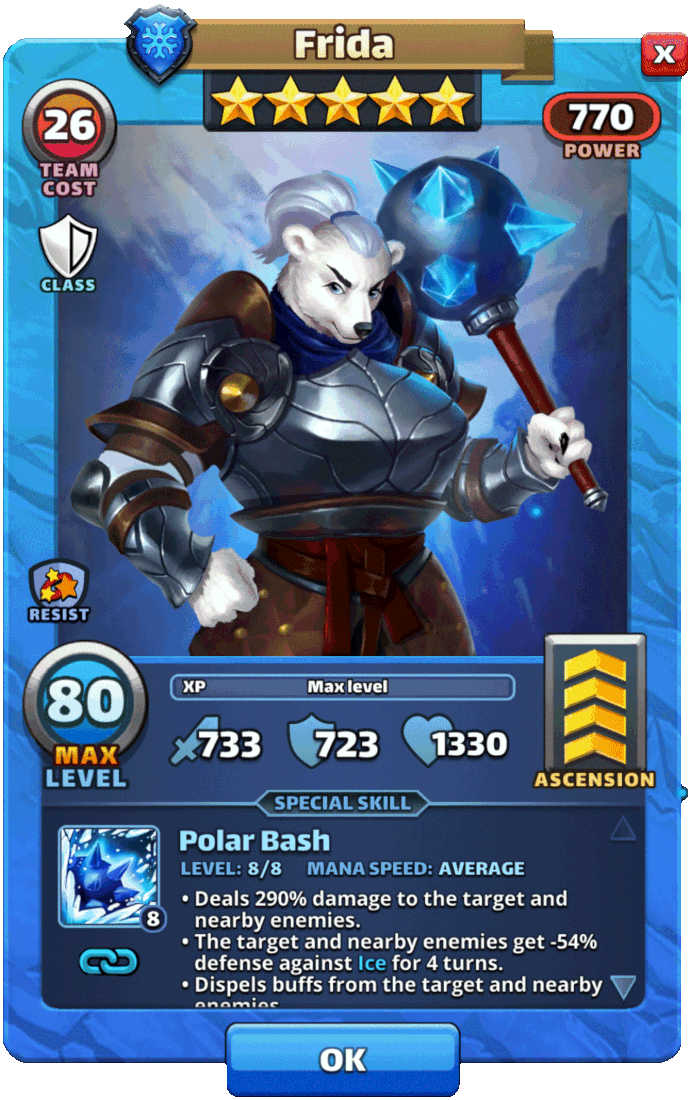 Frida
X
26
TEAM
COST
770
POWER
CLASS
RESIST
80
MAX
LEVEL
XP Max level
733 723 1330
ASCENSION
SPECIAL SKILL
Polar Bash
LEVEL: 8/8 MANA SPEED: AVERAGE
8
• Deals 290% damage to the target and
nearby enemies.
• The target and nearby enemies get -54%
defense against Ice for 4 turns.
• Dispels buffs from the target and nearby
enemies
OK